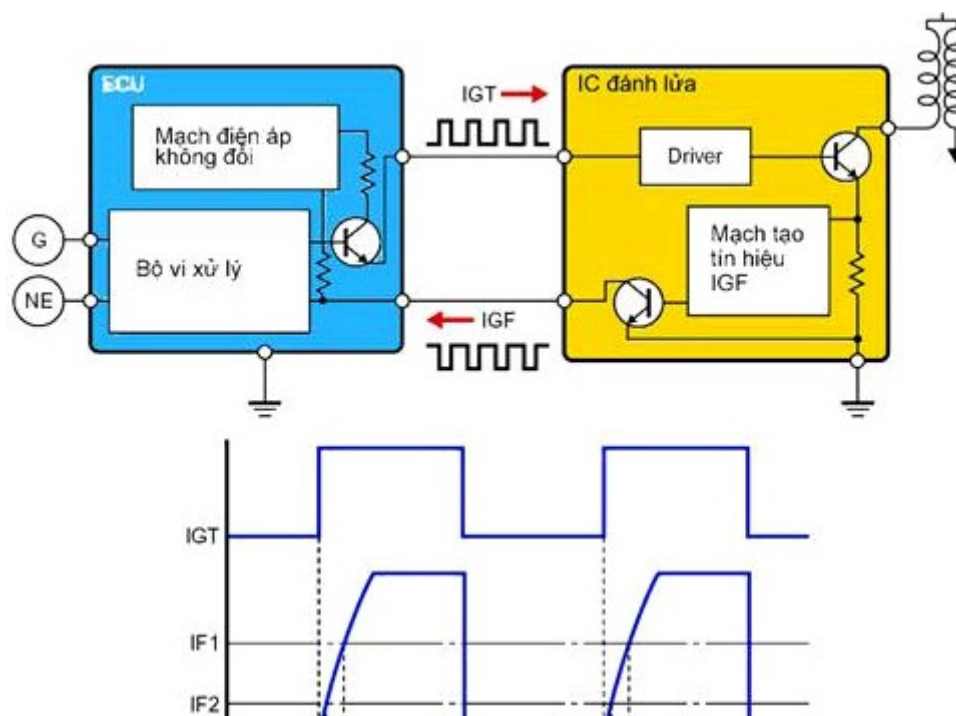 ECU
Mạch điện áp
không đổi
Bộ vi xử lý
G
NE
IGT
IGF
IC đánh lửa
Driver
Mạch tạo
tín hiệu
IGF
IGT
IF1
IF2